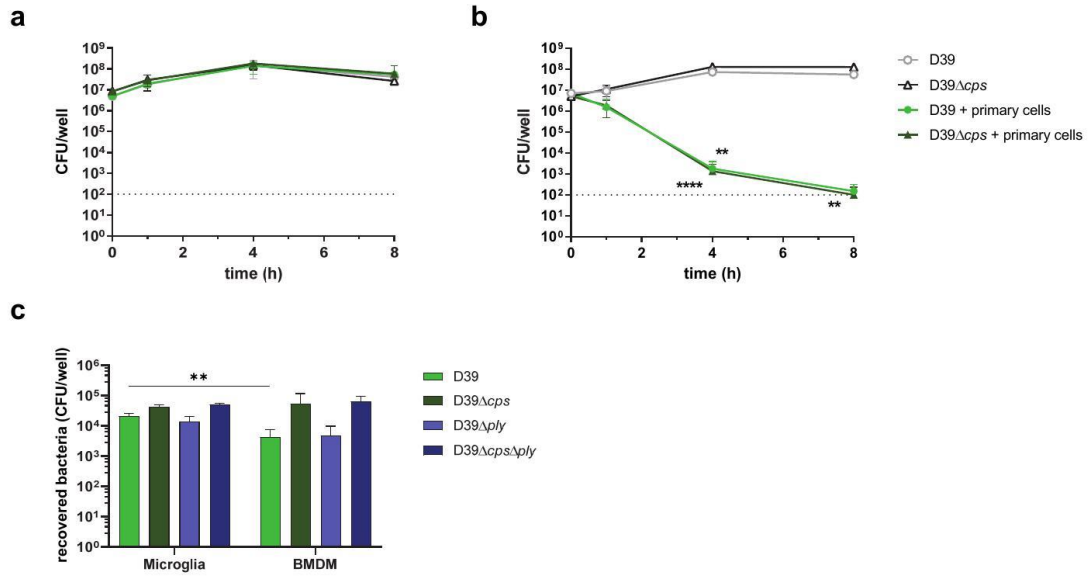 a
CFU/well
10⁹
10⁸
10⁷
10⁶
10⁵
10⁴
10³
10²
10¹
10⁰
0
2
4
6
8
time (h)
b
CFU/well
10⁹
10⁸
10⁷
10⁶
10⁵
10⁴
10³
10²
10¹
10⁰
**
****
**
0
2
4
6
8
time (h)
D39
D39Δcps
D39 + primary cells
D39Δcps + primary cells
c
recovered bacteria (CFU/well)
10⁶
10⁵
10⁴
10³
10²
10¹
10⁰
**
Microglia
BMDM
D39
D39Δcps
D39Δply
D39ΔcpsΔply